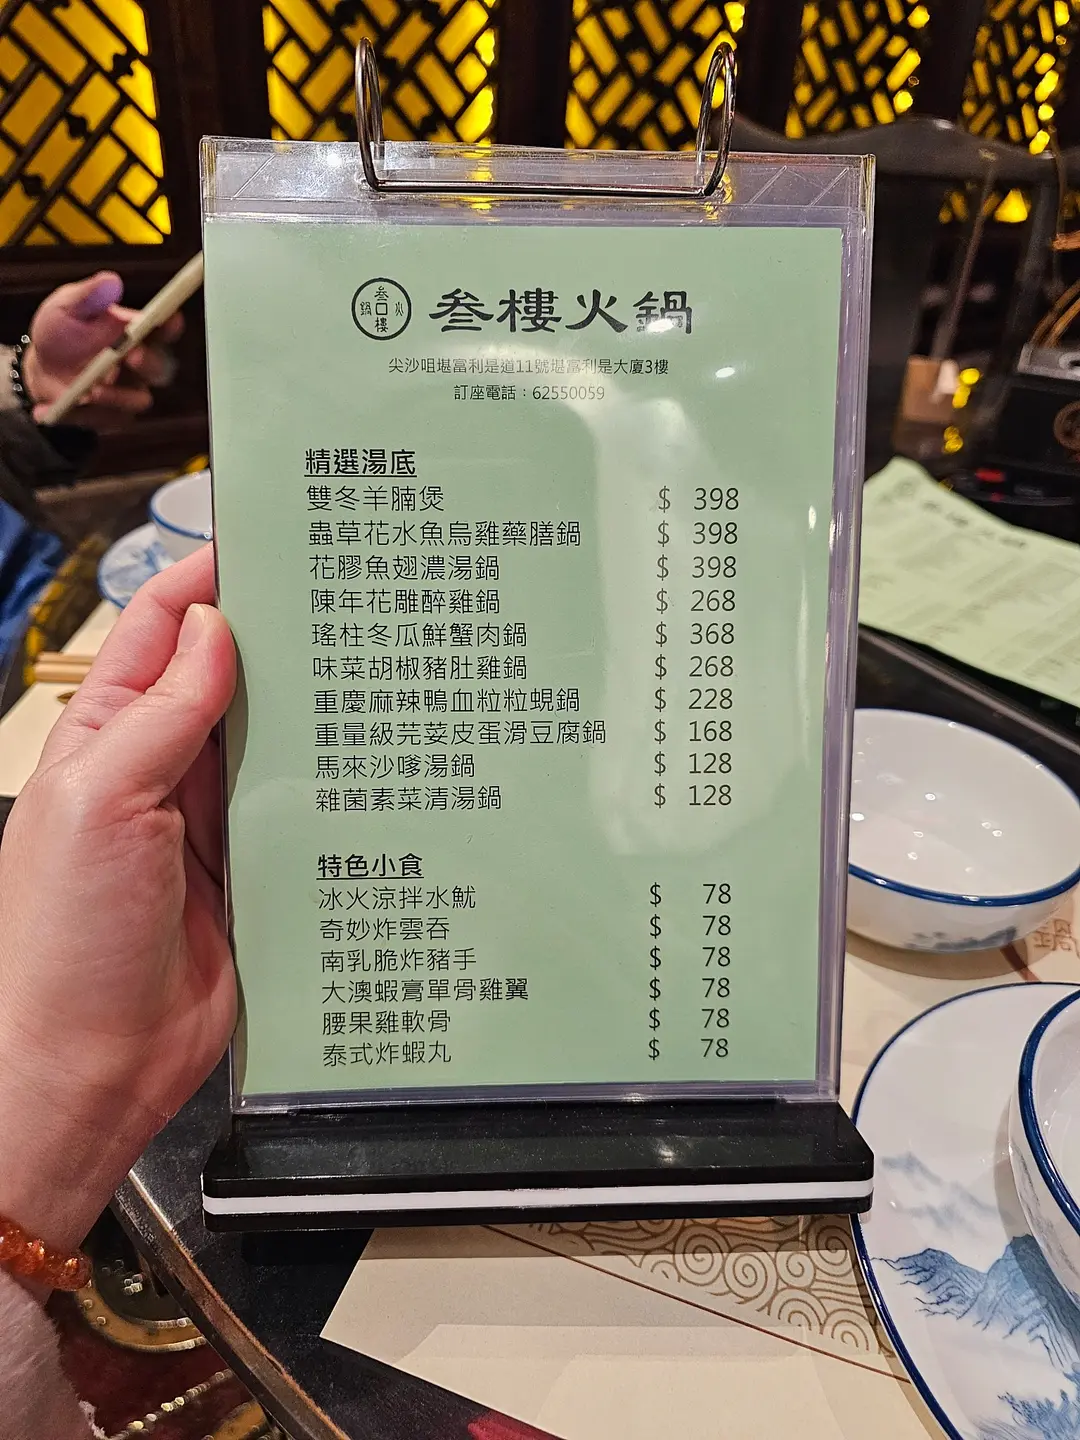 叁口樓
火
鍋
叁樓火鍋
尖沙咀堪富利士道11號堪富利士大廈3樓
訂座電話：62550059
精選湯底
雙冬羊腩煲 $ 398
蟲草花水魚烏雞藥膳鍋 $ 398
花膠魚翅濃湯鍋 $ 398
陳年花雕醉雞鍋 $ 268
瑤柱冬瓜鮮蟹肉鍋 $ 368
味菜胡椒豬肚雞鍋 $ 268
重慶麻辣鴨血粒粒蜆鍋 $ 228
重量級芫荽皮蛋滑豆腐鍋 $ 168
馬來沙嗲湯鍋 $ 128
雜菌素菜清湯鍋 $ 128
特色小食
冰火涼拌水魷 $ 78
奇妙炸雲吞 $ 78
南乳脆炸豬手 $ 78
大澳蝦膏單骨雞翼 $ 78
腰果雞軟骨 $ 78
泰式炸蝦丸 $ 78
鍋